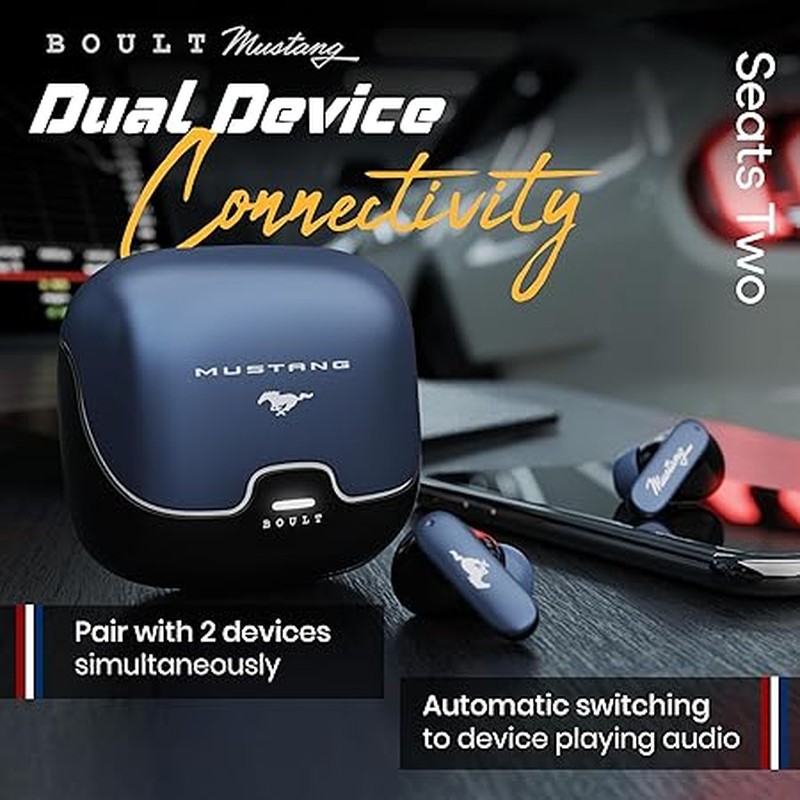 BOULT Mustang
Dual Device
Connectivity
Seats Two
MUSTANG
BOULT
Mustang
Pair with 2 devices
simultaneously
Automatic switching
to device playing audio